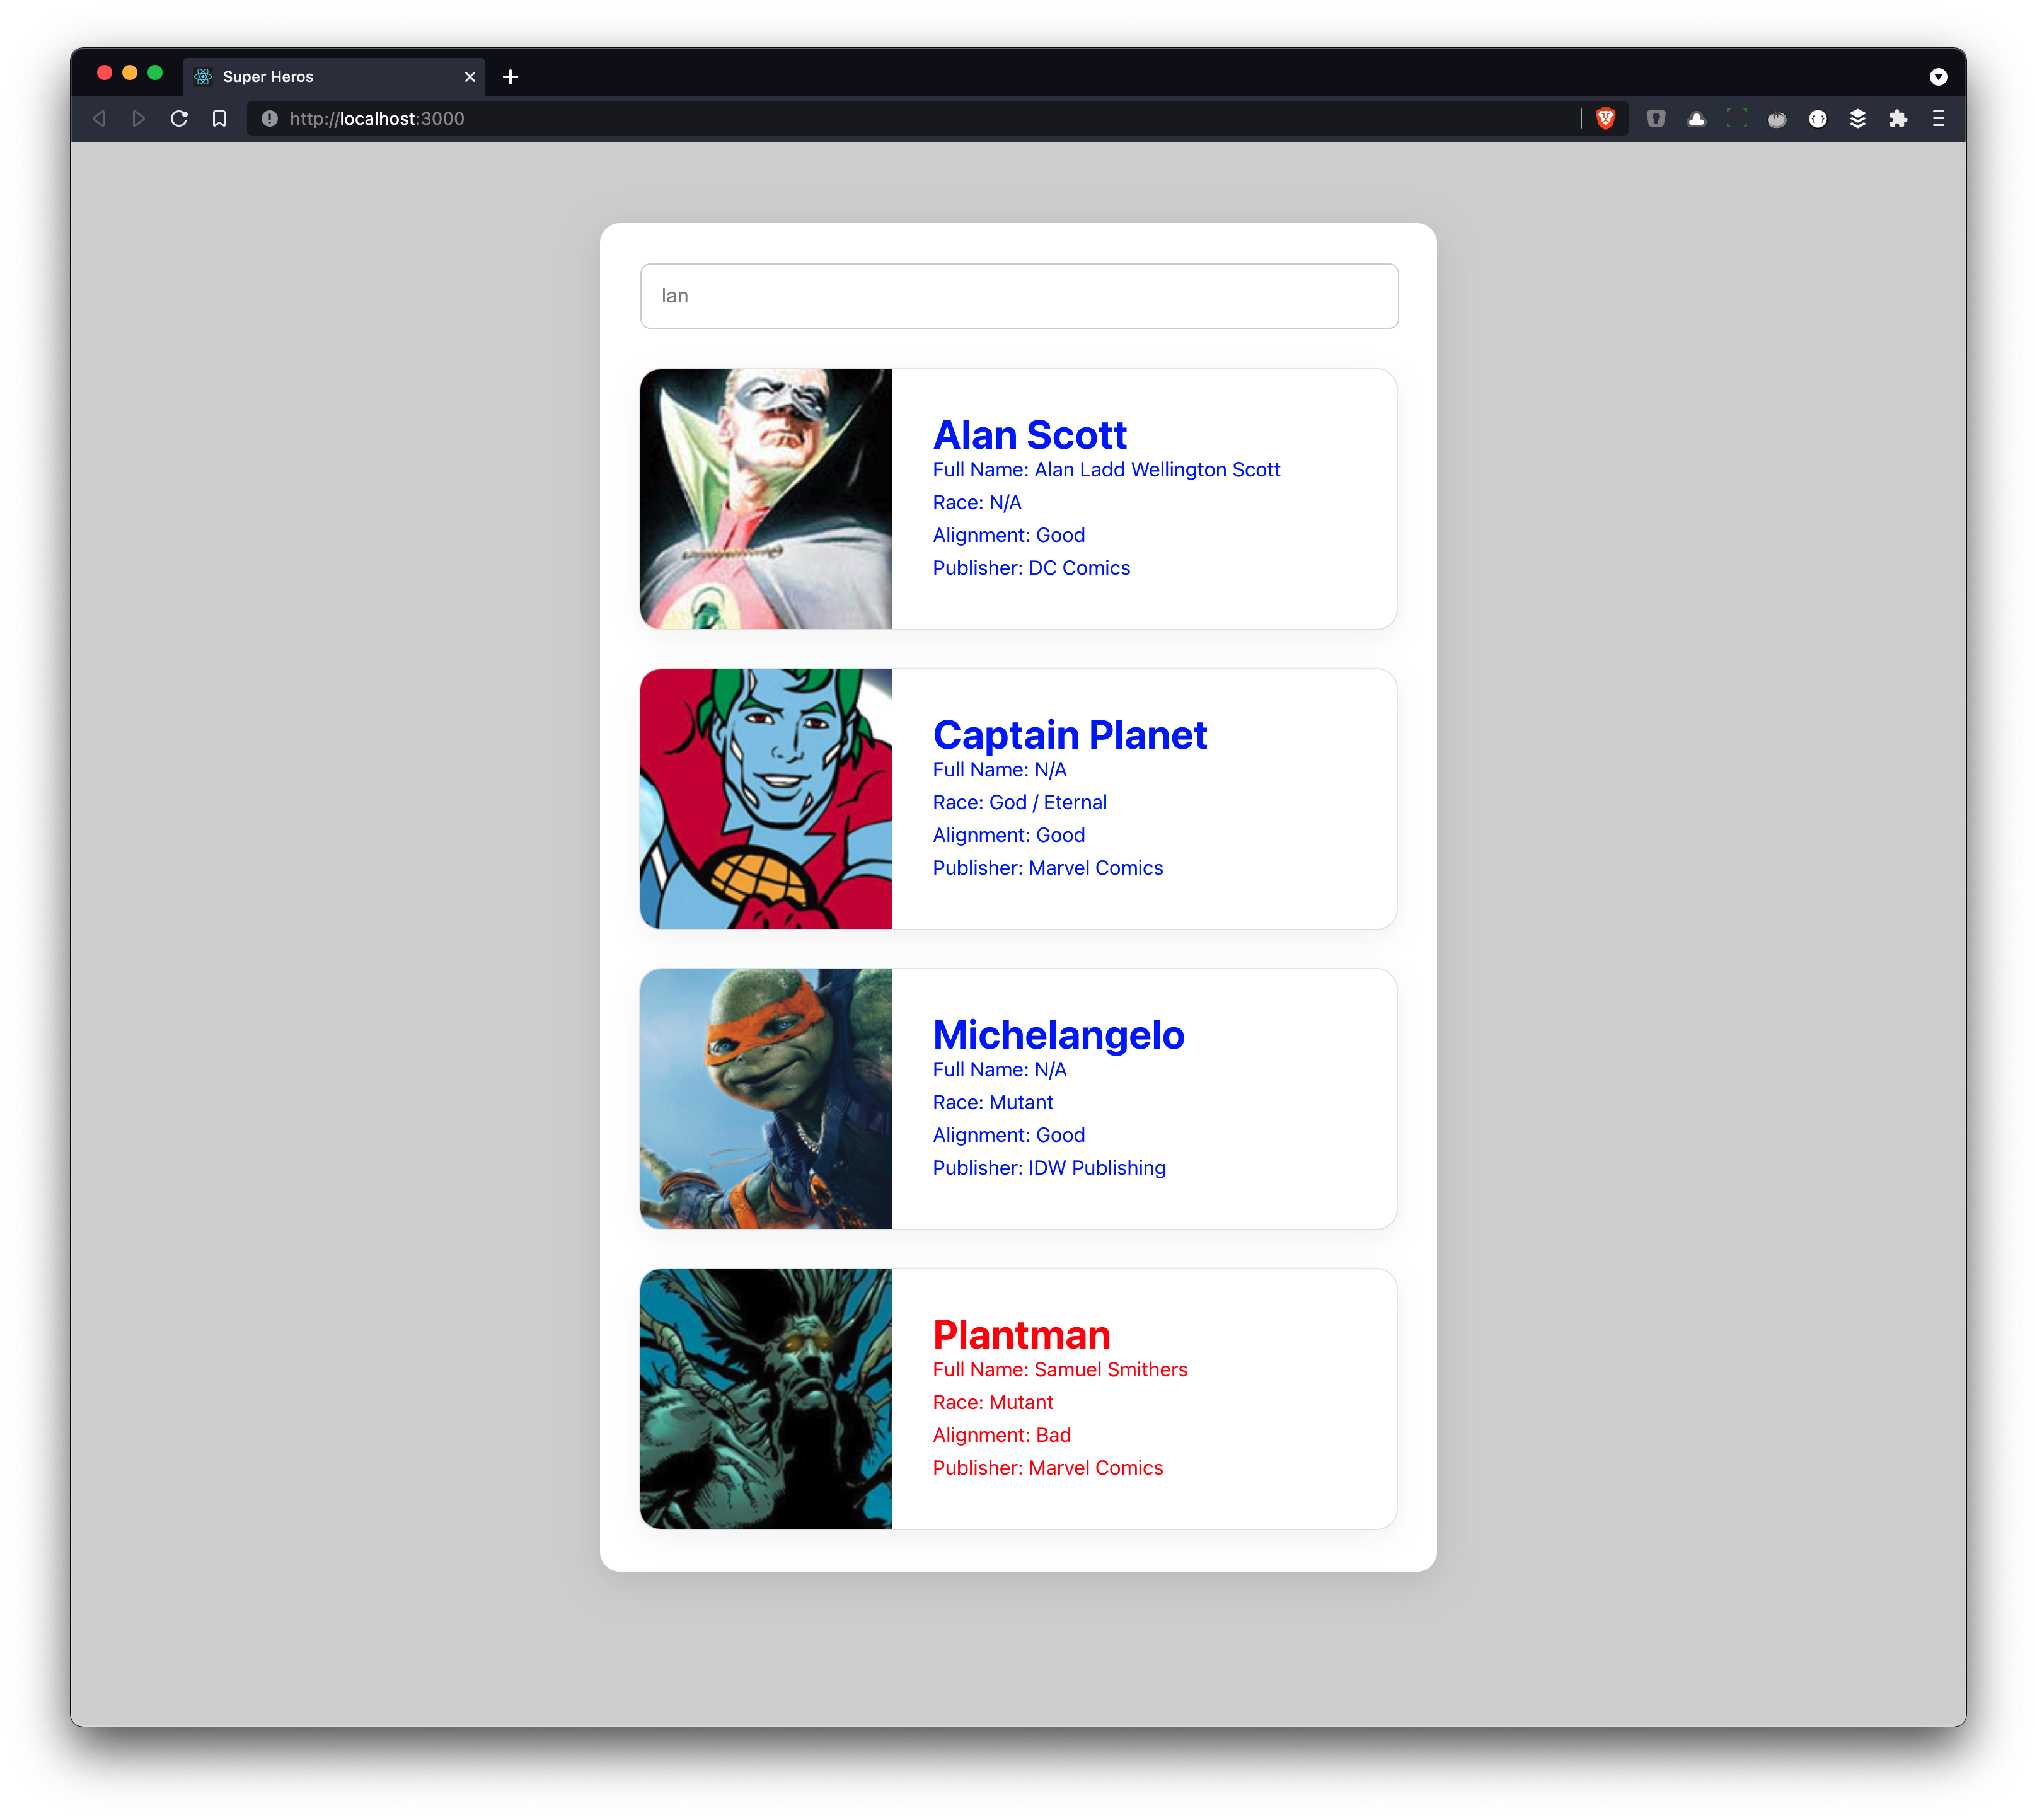 Super Heros
http://localhost:3000
lan
Alan Scott
Full Name: Alan Ladd Wellington Scott
Race: N/A
Alignment: Good
Publisher: DC Comics
Captain Planet
Full Name: N/A
Race: God / Eternal
Alignment: Good
Publisher: Marvel Comics
Michelangelo
Full Name: N/A
Race: Mutant
Alignment: Good
Publisher: IDW Publishing
Plantman
Full Name: Samuel Smithers
Race: Mutant
Alignment: Bad
Publisher: Marvel Comics